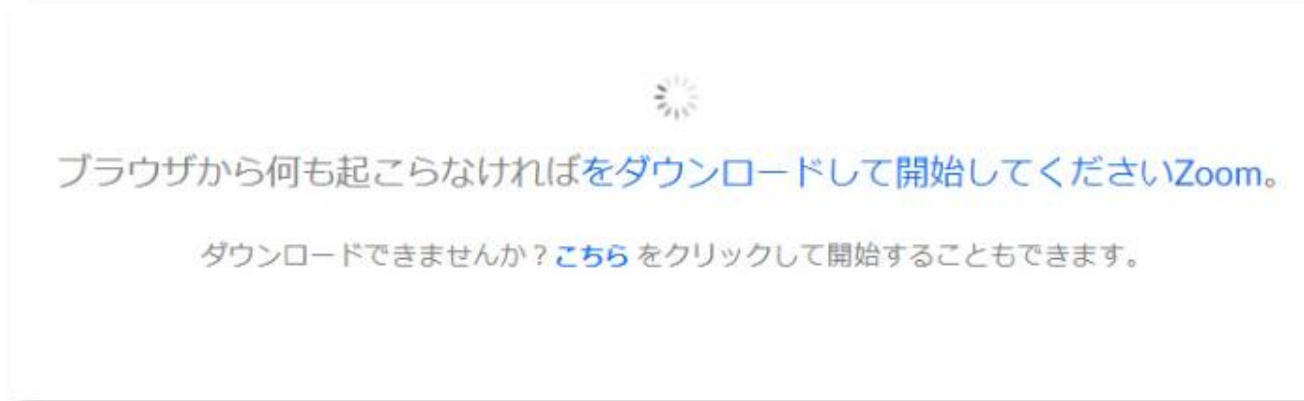 ブラウザから何も起こらなければをダウンロードして開始してくださいZoom。
ダウンロードできませんか？こちら をクリックして開始することもできます。